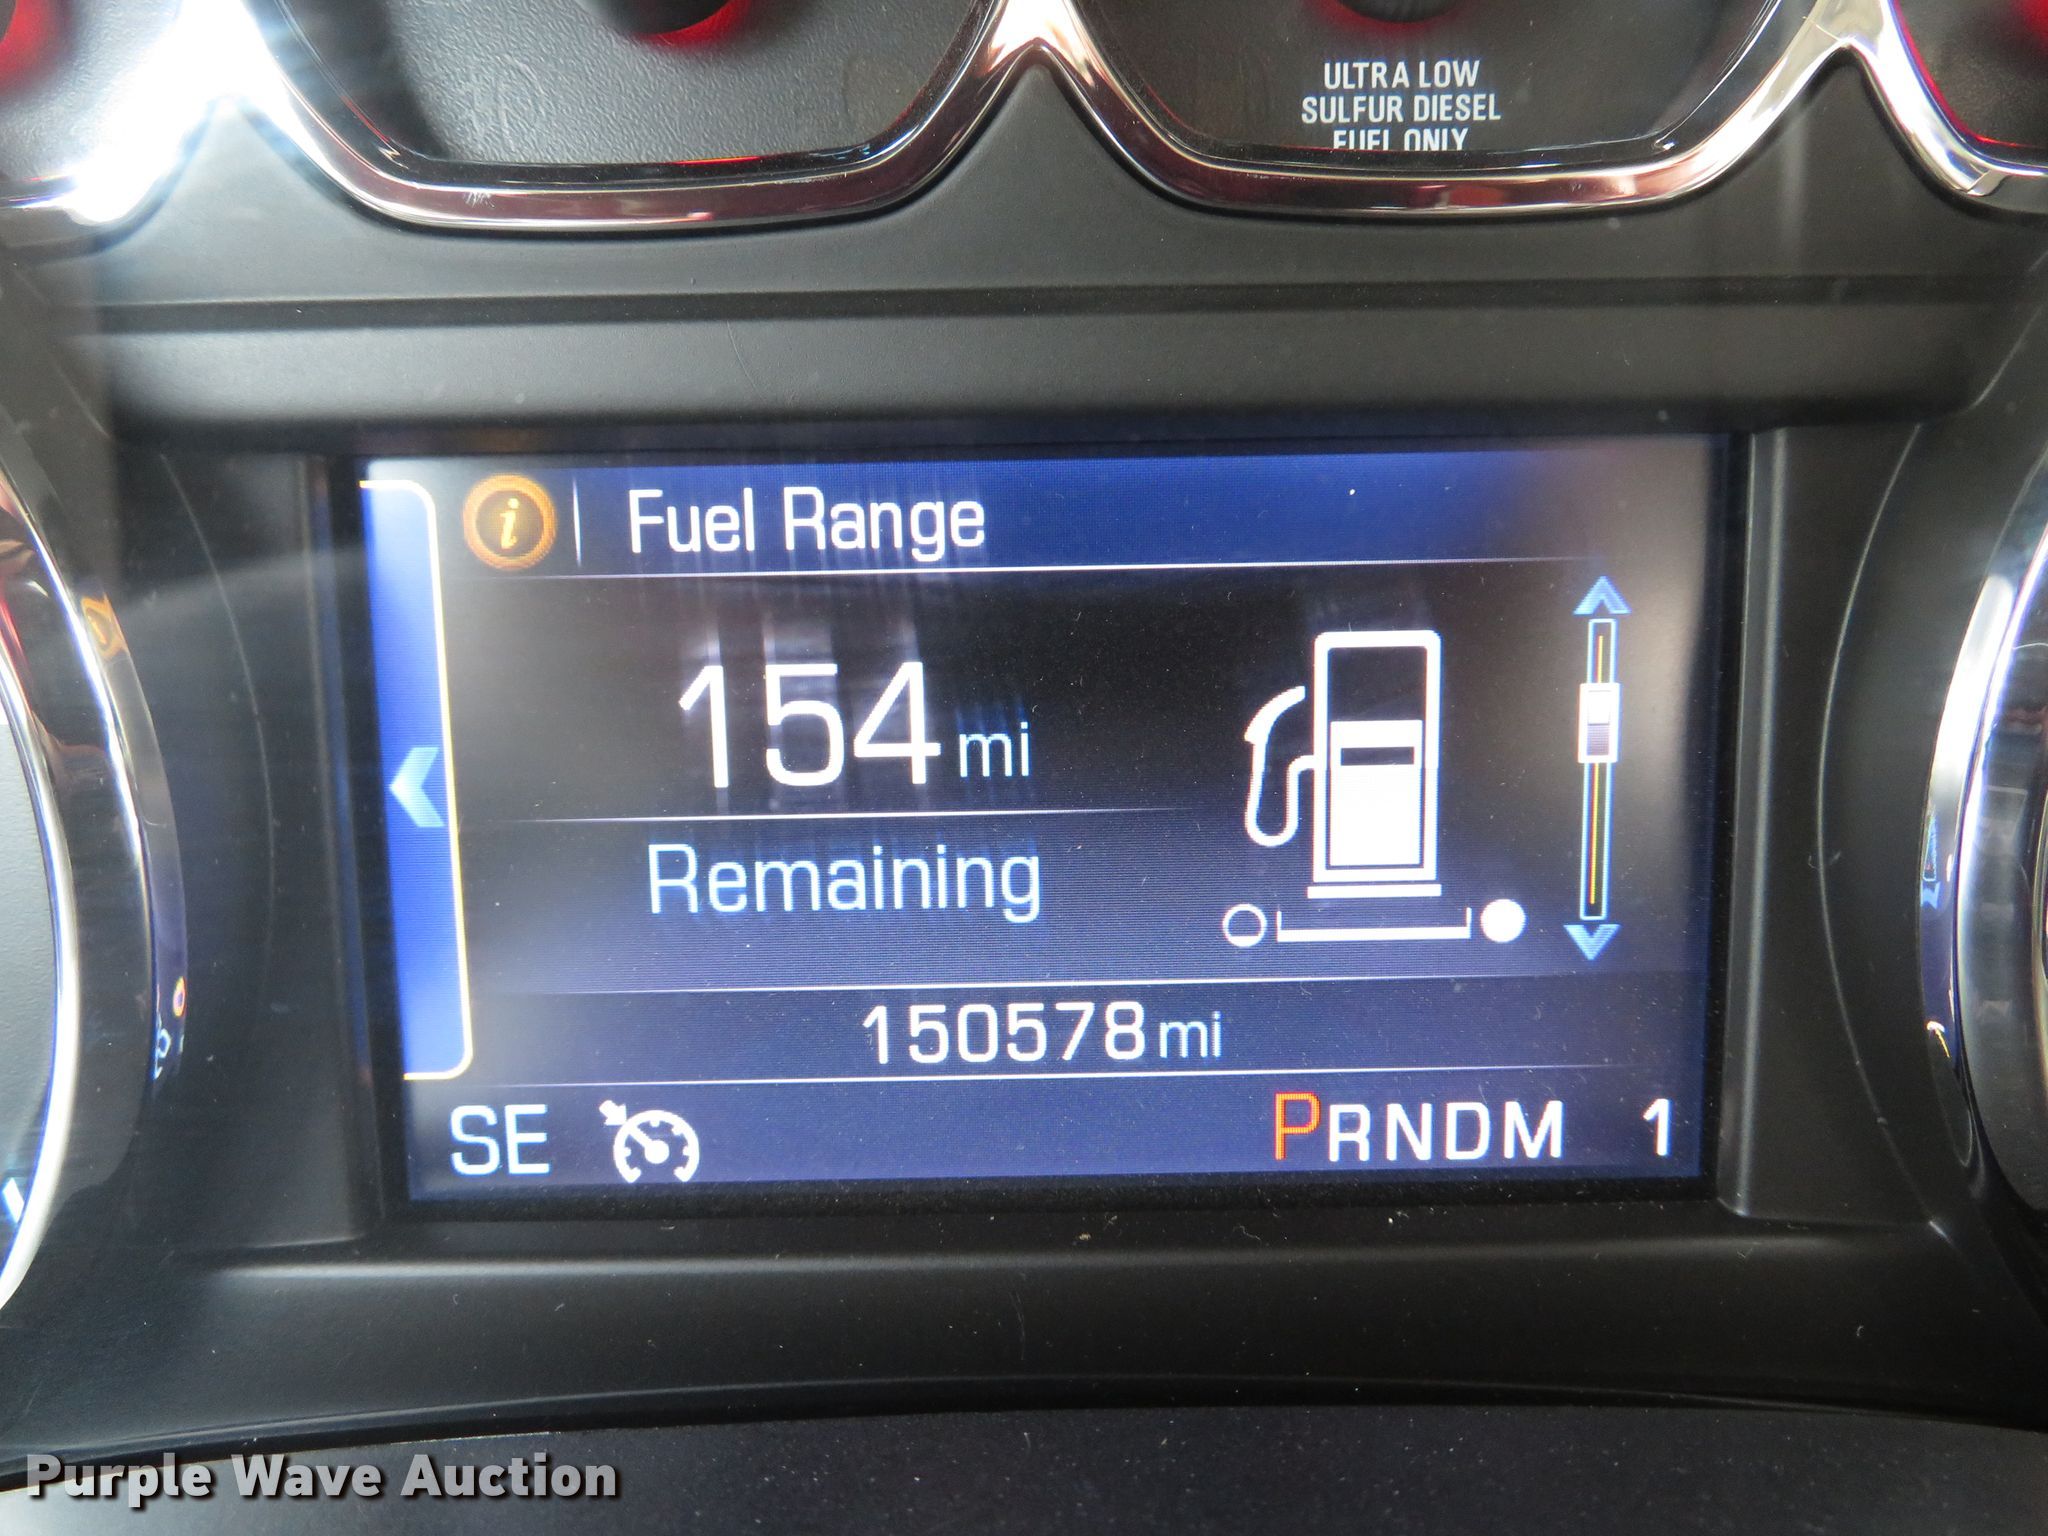 ULTRA LOW
SULFUR DIESEL
FUEL ONLY
i Fuel Range
154 mi
Remaining
150578 mi
SE PRNDM 1
Purple Wave Auction